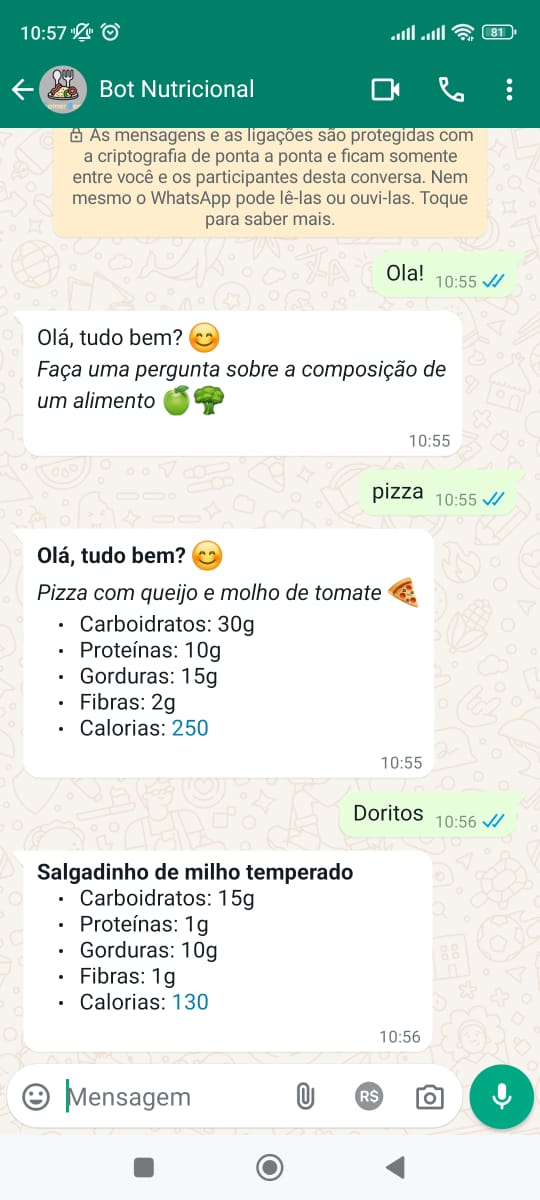 10:57
81
Bot Nutricional
As mensagens e as ligações são protegidas com
a criptografia de ponta a ponta e ficam somente
entre você e os participantes desta conversa. Nem
mesmo o WhatsApp pode lê-las ou ouvi-las. Toque
para saber mais.
Ola! 10:55
Olá, tudo bem? 😊
Faça uma pergunta sobre a composição de
um alimento 🍏🥦
10:55
pizza 10:55
Olá, tudo bem? 😊
Pizza com queijo e molho de tomate 🍕
• Carboidratos: 30g
• Proteínas: 10g
• Gorduras: 15g
• Fibras: 2g
• Calorias: 250
10:55
Doritos 10:56
Salgadinho de milho temperado
• Carboidratos: 15g
• Proteínas: 1g
• Gorduras: 10g
• Fibras: 1g
• Calorias: 130
10:56
Mensagem
R$